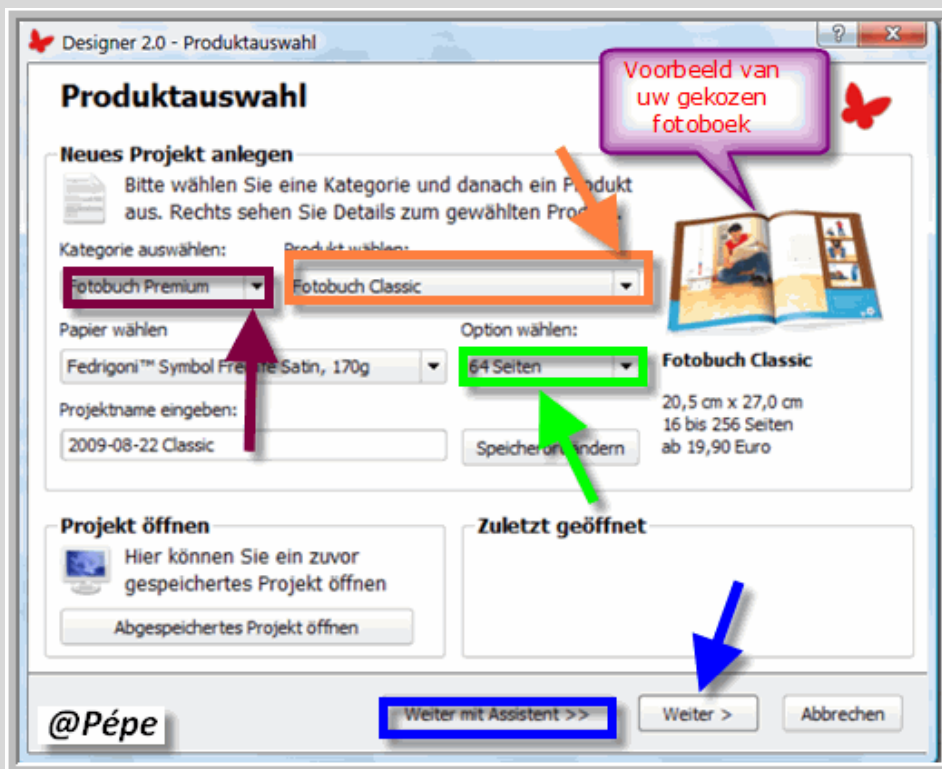 Designer 2.0 - Produktauswahl
Produktauswahl
Voorbeeld van
uw gekozen
fotoboek
Neues Projekt anlegen
Bitte wählen Sie eine Kategorie und danach ein Produkt
aus. Rechts sehen Sie Details zum gewählten
Kategorie auswählen:
Produkt wählen:
Fotobuch Premium
Fotobuch Classic
Papier wählen
Option wählen:
Fedrigoni™ Symbol Satin, 170g
64 Seiten
Fotobuch Classic
20,5 cm x 27,0 cm
16 bis 256 Seiten
ab 19,90 Euro
Projektname eingeben:
2009-08-22 Classic
Speicherort ändern
Projekt öffnen
Hier können Sie ein zuvor
gespeichertes Projekt öffnen
Abgespeichertes Projekt öffnen
Zuletzt geöffnet
@Pépe
Weiter mit Assistent >>
Weiter >
Abbrechen